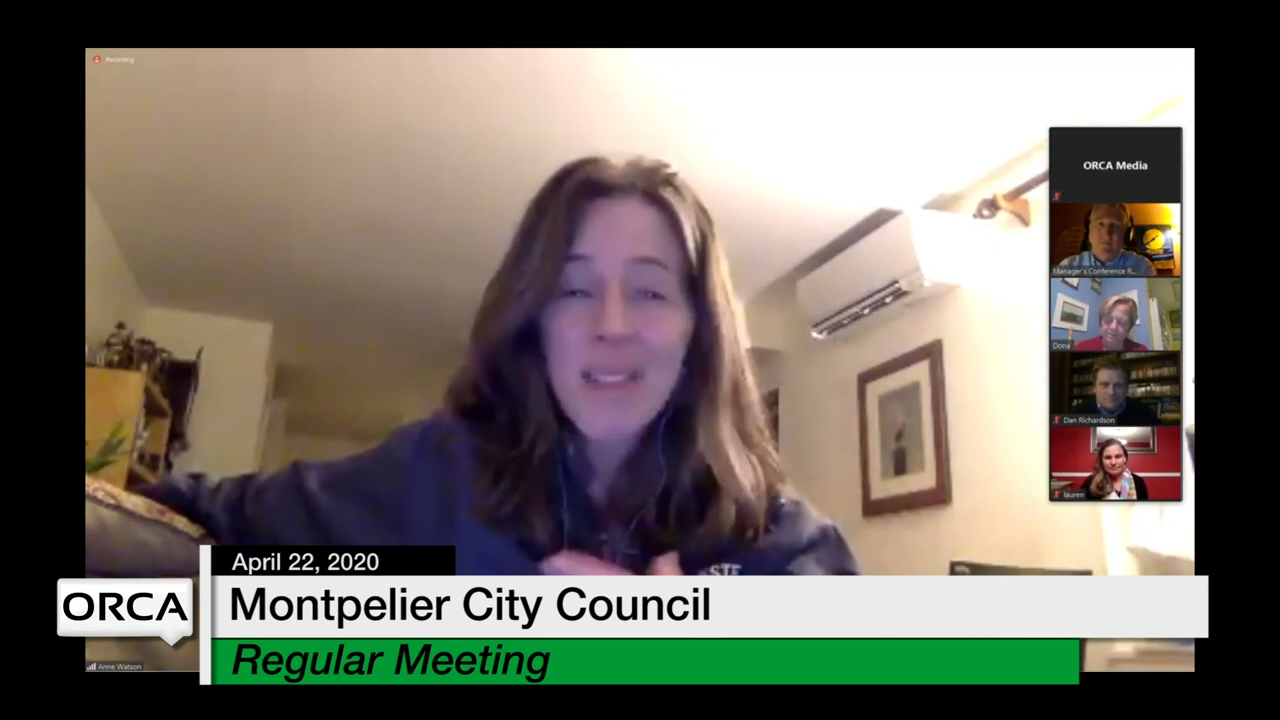 Recording
ORCA Media
Manager's Conference R...
Dona
Dan Richardson
lauren
April 22, 2020
ORCA
Montpelier City Council
Regular Meeting
Anne Watson